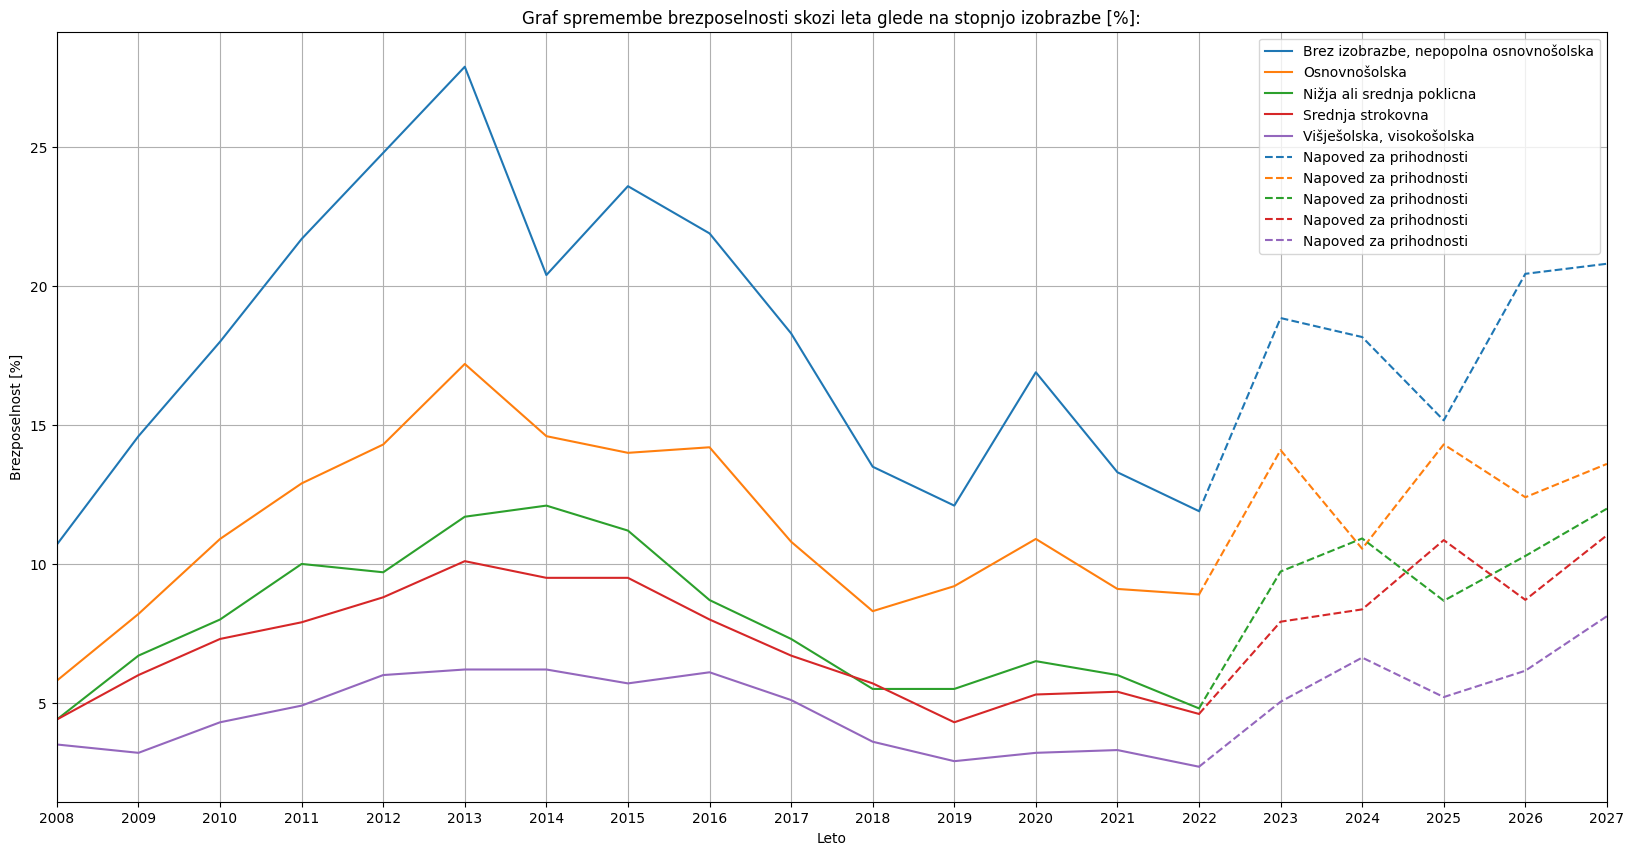 Graf spremembe brezposelnosti skozi leta glede na stopnjo izobrazbe [%]:
Brez izobrazbe, nepopolna osnovnošolska
Osnovnošolska
Nižja ali srednja poklicna
Srednja strokovna
Višješolska, visokošolska
Napoved za prihodnosti
Napoved za prihodnosti
Napoved za prihodnosti
Napoved za prihodnosti
Napoved za prihodnosti
Brezposelnost [%]
25
20
15
10
5
2008 2009 2010 2011 2012 2013 2014 2015 2016 2017 2018 2019 2020 2021 2022 2023 2024 2025 2026 2027
Leto